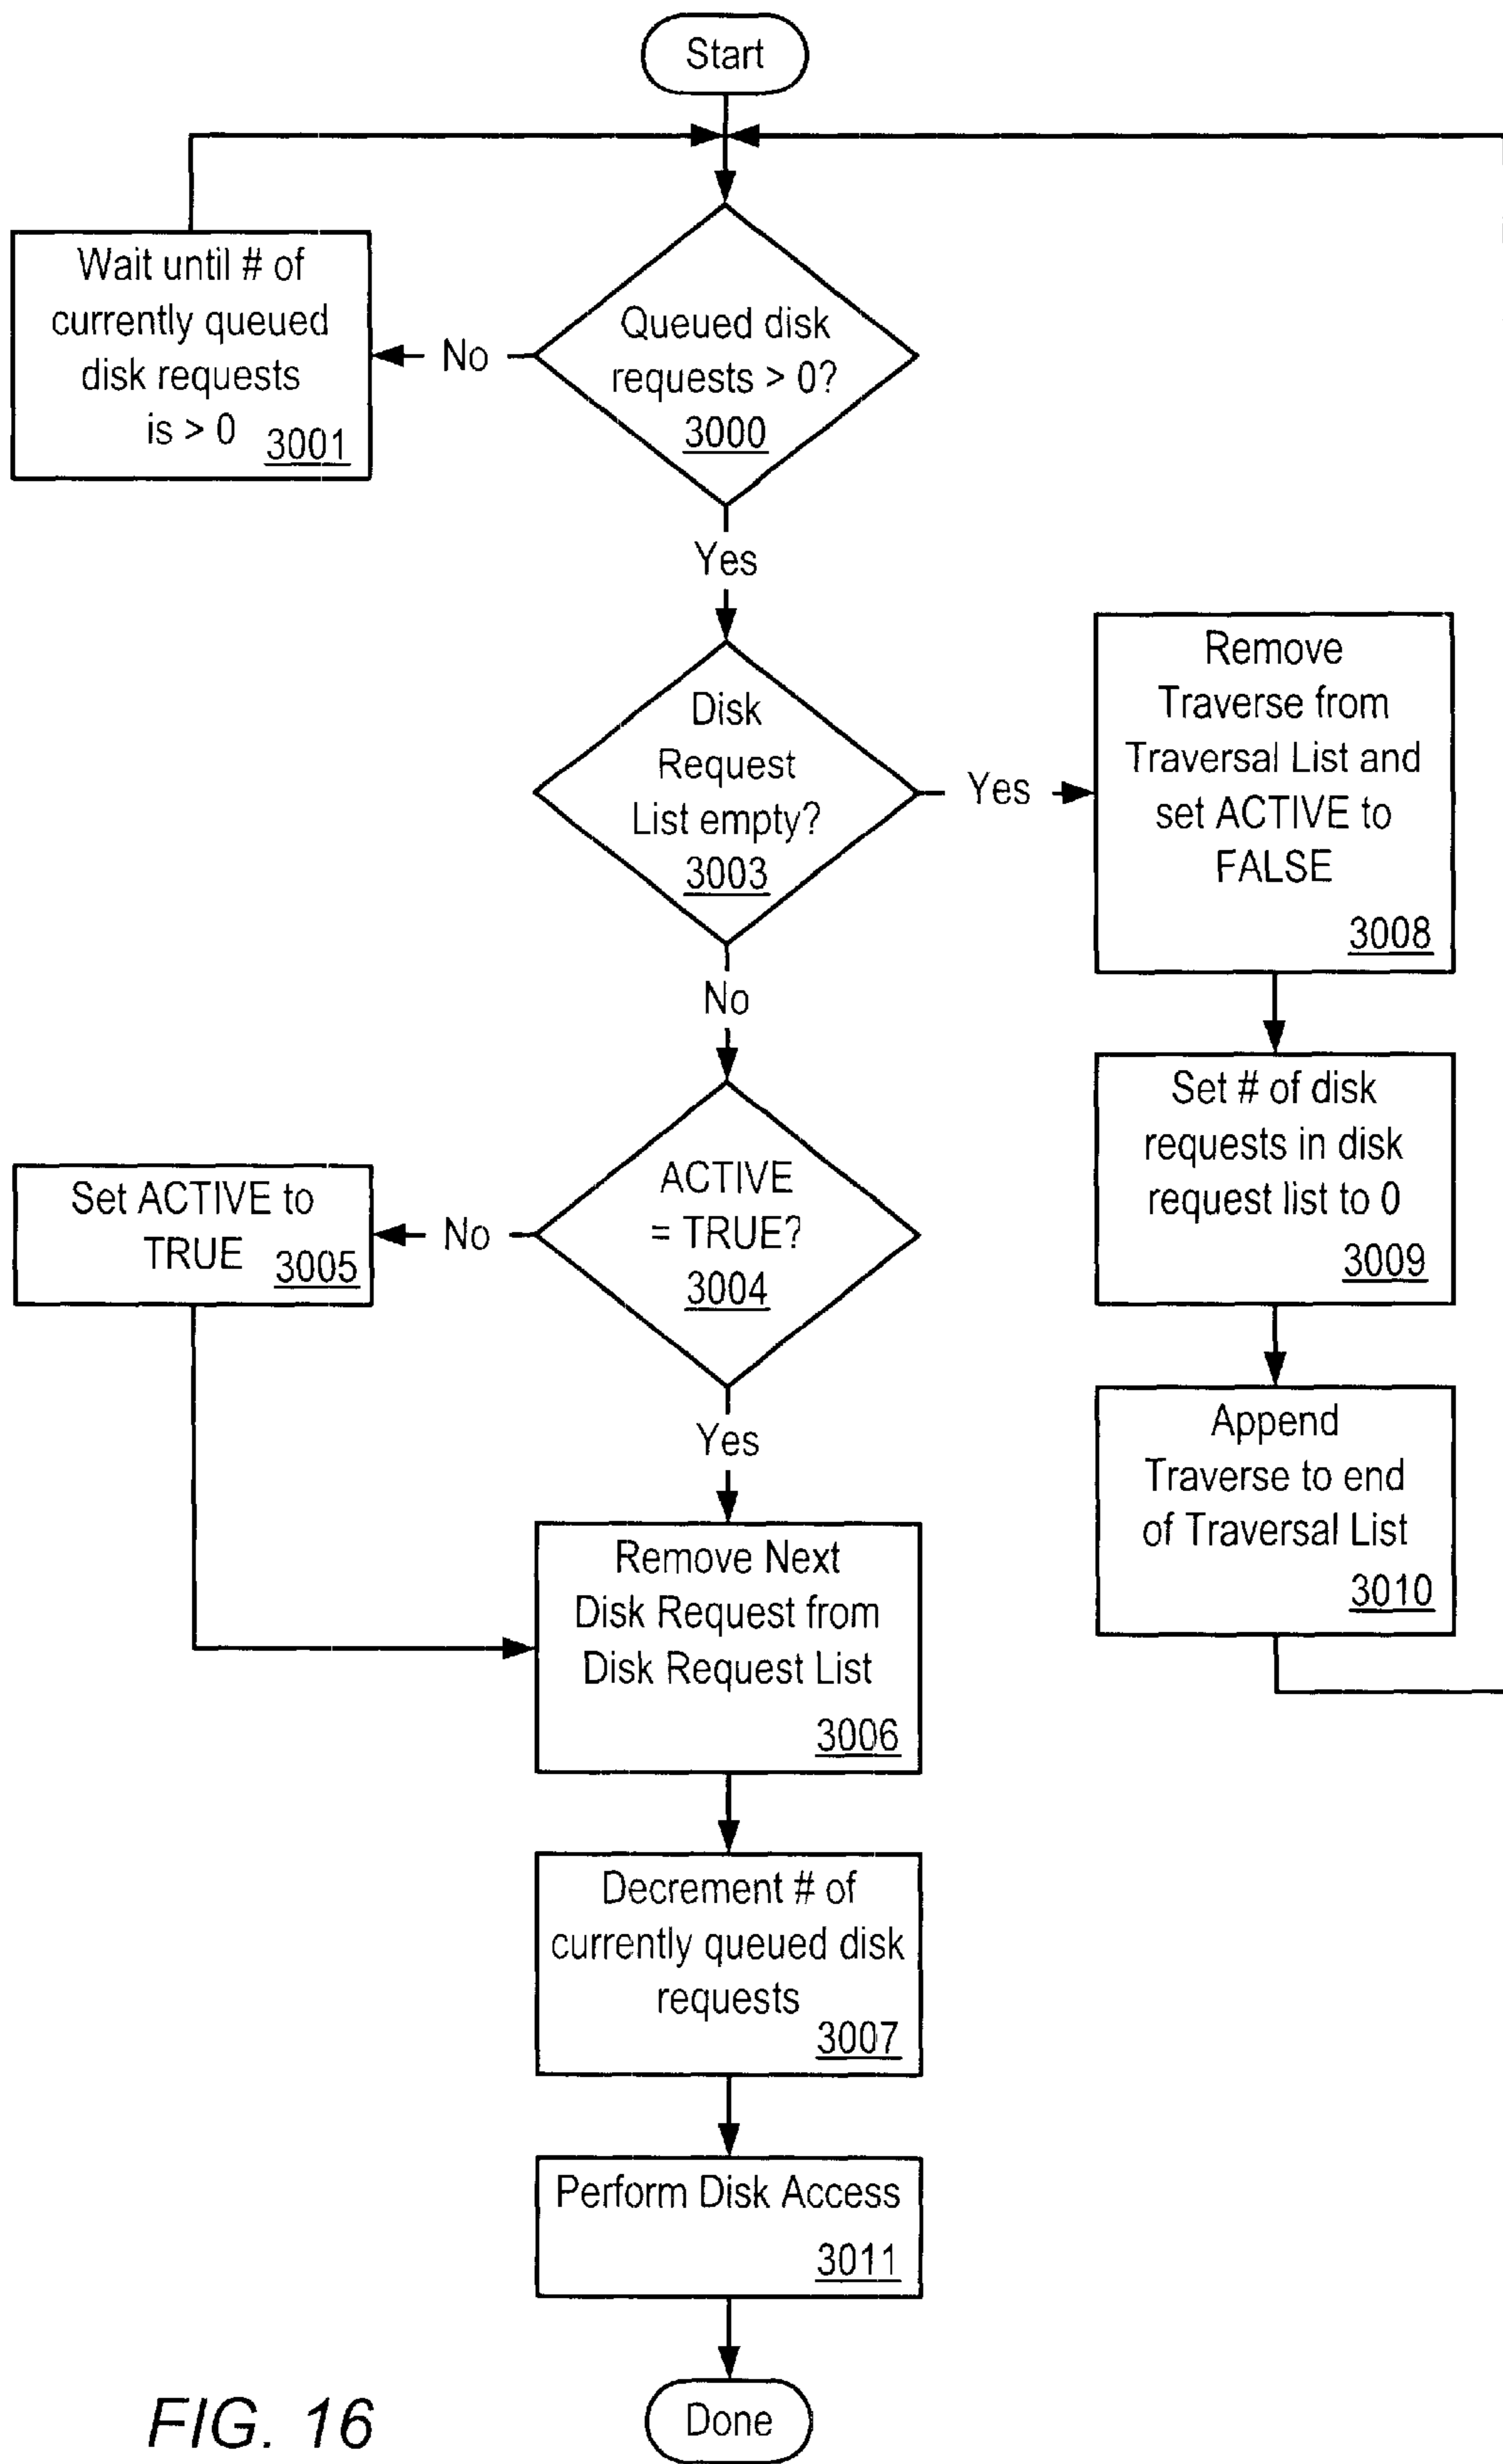 Start
Wait until # of
currently queued
disk requests
is > 0 3001
No
Queued disk
requests > 0?
3000
Yes
Disk
Request
List empty?
3003
Yes
Remove
Traverse from
Traversal List and
set ACTIVE to
FALSE
3008
No
Set # of disk
requests in disk
request list to 0
3009
Set ACTIVE to
TRUE 3005
No
ACTIVE
= TRUE?
3004
Append
Traverse to end
of Traversal List
3010
Yes
Remove Next
Disk Request from
Disk Request List
3006
Decrement # of
currently queued disk
requests
3007
Perform Disk Access
3011
Done
FIG. 16